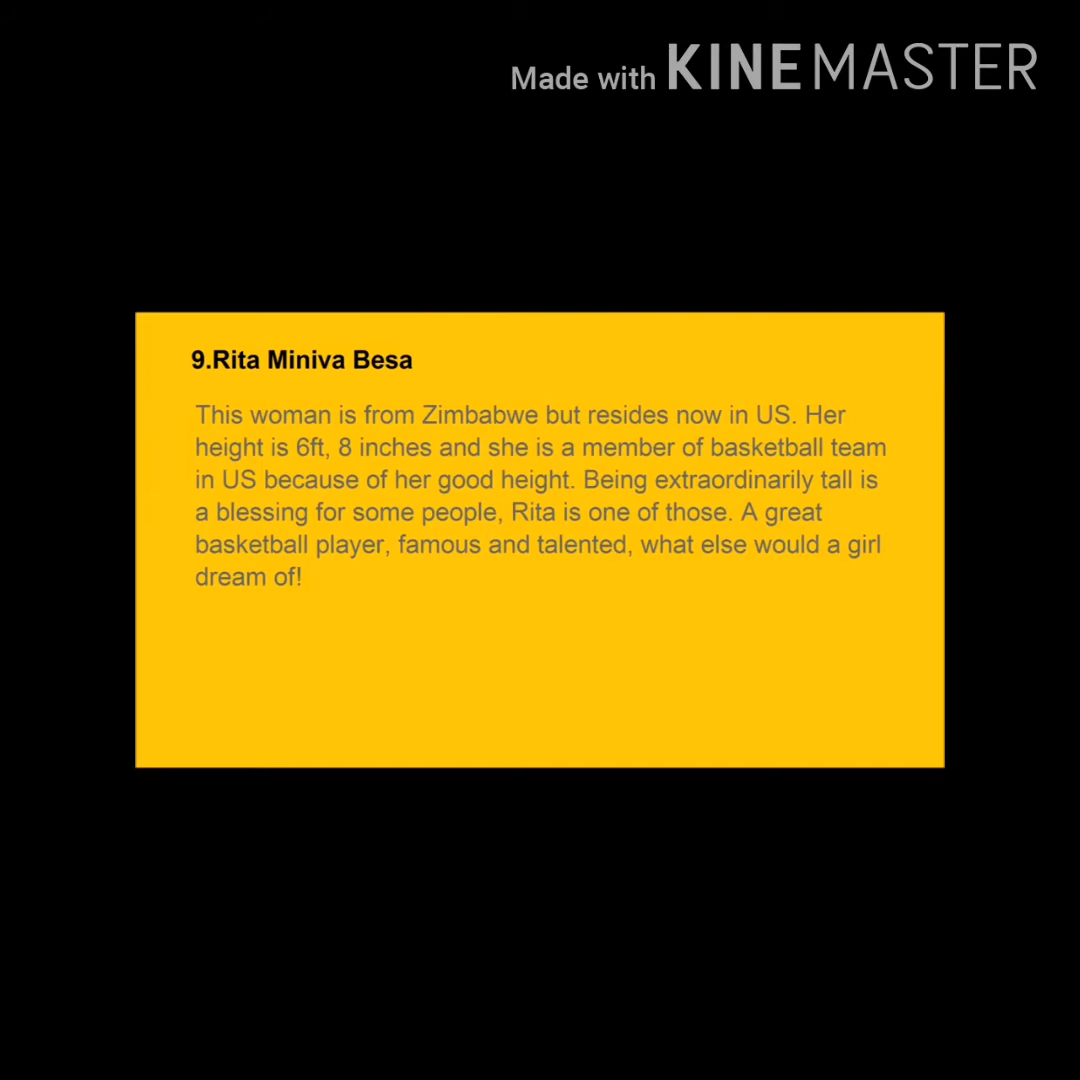 Made with KINEMASTER
9.Rita Miniva Besa
This woman is from Zimbabwe but resides now in US. Her
height is 6ft, 8 inches and she is a member of basketball team
in US because of her good height. Being extraordinarily tall is
a blessing for some people, Rita is one of those. A great
basketball player, famous and talented, what else would a girl
dream of!